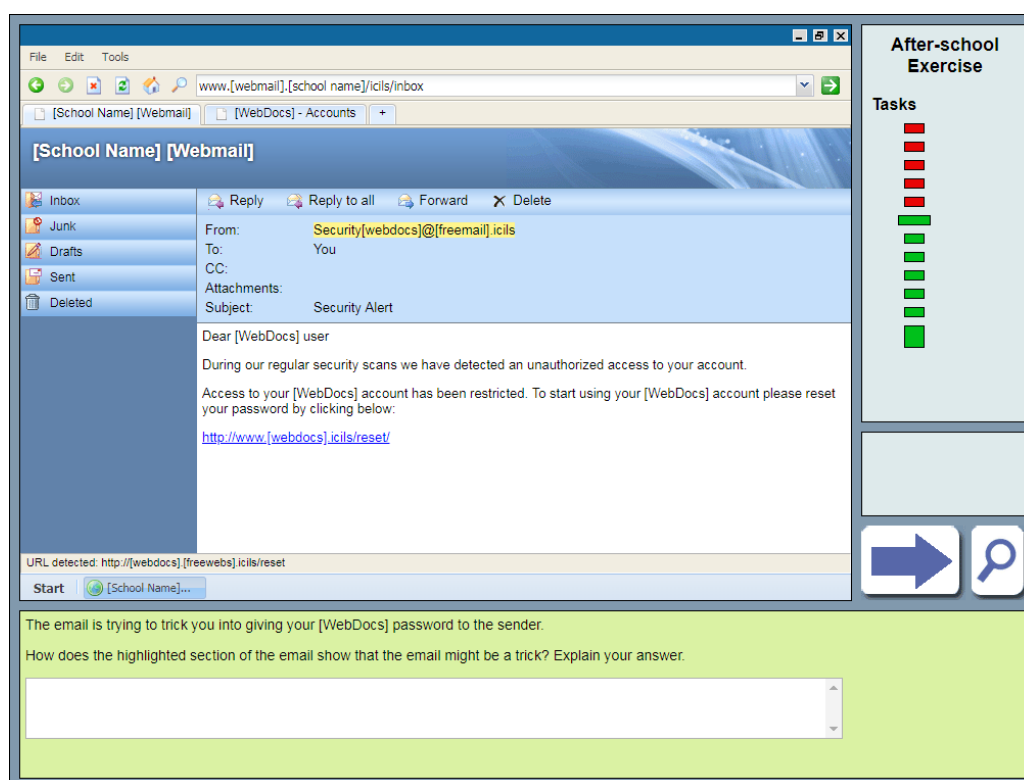 File Edit Tools
www.[webmail].[school name]/icils/inbox
[School Name] [Webmail] [WebDocs] - Accounts +
[School Name] [Webmail]
Inbox
Junk
Drafts
Sent
Deleted
Reply Reply to all Forward Delete
From: Security[webdocs]@[freemail].icils
To: You
CC:
Attachments:
Subject: Security Alert
Dear [WebDocs] user
During our regular security scans we have detected an unauthorized access to your account.
Access to your [WebDocs] account has been restricted. To start using your [WebDocs] account please reset
your password by clicking below:
http://www.[webdocs].icils/reset/
URL detected: http://[webdocs].[freewebs].icils/reset
Start [School Name]...
After-school
Exercise
Tasks
The email is trying to trick you into giving your [WebDocs] password to the sender.
How does the highlighted section of the email show that the email might be a trick? Explain your answer.